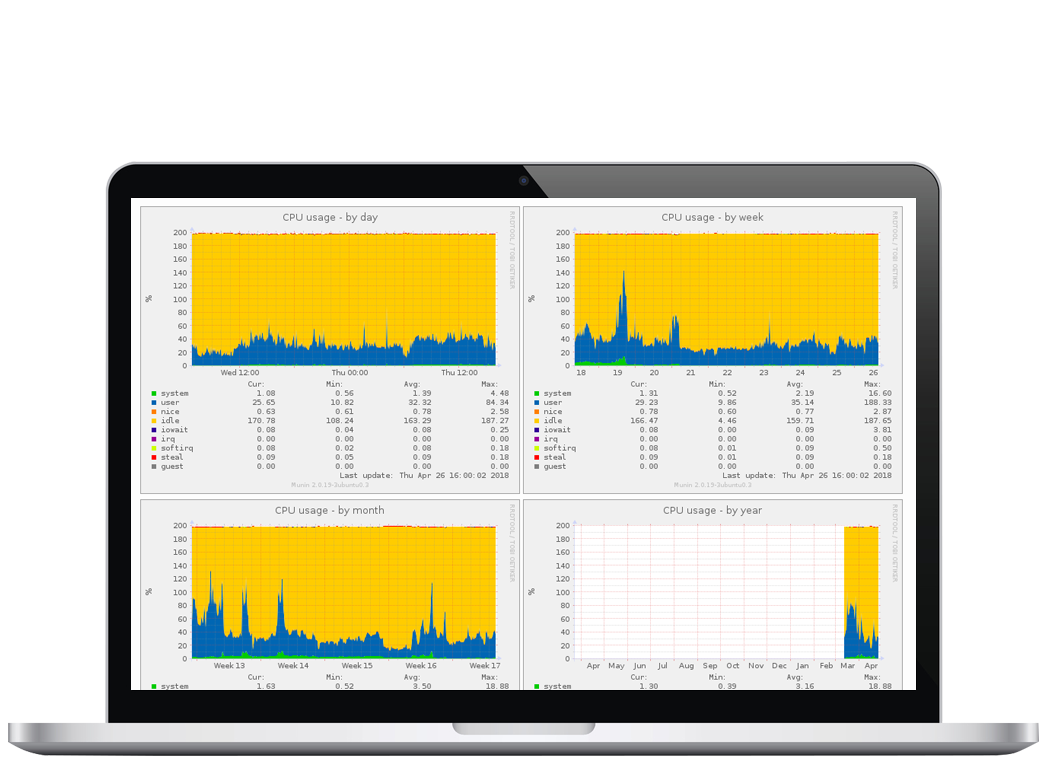 CPU usage - by day
RRDTOOL / TOBI OETIKER
%
200
180
160
140
120
100
80
60
40
20
0
Wed 12:00 Thu 00:00 Thu 12:00
Cur: Min: Avg: Max:
system 1.08 0.56 1.39 4.48
user 25.65 10.82 32.32 84.34
nice 0.63 0.61 0.78 2.58
idle 170.78 108.24 163.29 187.27
iowait 0.08 0.04 0.08 0.25
irq 0.00 0.00 0.00 0.00
softirq 0.08 0.02 0.08 0.18
steal 0.09 0.05 0.09 0.18
guest 0.00 0.00 0.00 0.00
Last update: Thu Apr 26 16:00:02 2018
Munin 2.0.19-3ubuntu0.3
CPU usage - by week
RRDTOOL / TOBI OETIKER
%
200
180
160
140
120
100
80
60
40
20
0
18 19 20 21 22 23 24 25 26
Cur: Min: Avg: Max:
system 1.31 0.52 2.19 16.60
user 29.23 9.86 35.14 188.33
nice 0.78 0.60 0.77 2.87
idle 166.47 4.46 159.71 187.65
iowait 0.08 0.00 0.09 3.81
irq 0.00 0.00 0.00 0.00
softirq 0.08 0.01 0.09 0.50
steal 0.09 0.01 0.09 0.18
guest 0.00 0.00 0.00 0.00
Last update: Thu Apr 26 16:00:02 2018
Munin 2.0.19-3ubuntu0.3
CPU usage - by month
RRDTOOL / TOBI OETIKER
%
200
180
160
140
120
100
80
60
40
20
0
Week 13 Week 14 Week 15 Week 16 Week 17
Cur: Min: Avg: Max:
system 1.63 0.52 3.50 18.88
CPU usage - by year
RRDTOOL / TOBI OETIKER
%
200
180
160
140
120
100
80
60
40
20
0
Apr May Jun Jul Aug Sep Oct Nov Dec Jan Feb Mar Apr
Cur: Min: Avg: Max:
system 1.30 0.39 3.16 18.88